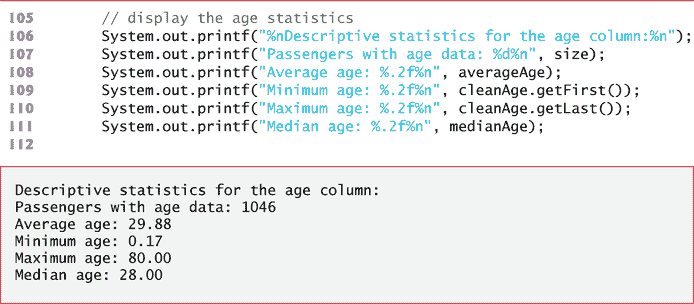 105 // display the age statistics
106 System.out.printf("%nDescriptive statistics for the age column:%n");
107 System.out.printf("Passengers with age data: %d%n", size);
108 System.out.printf("Average age: %.2f%n", averageAge);
109 System.out.printf("Minimum age: %.2f%n", cleanAge.getFirst());
110 System.out.printf("Maximum age: %.2f%n", cleanAge.getLast());
111 System.out.printf("Median age: %.2f%n", medianAge);
112
Descriptive statistics for the age column:
Passengers with age data: 1046
Average age: 29.88
Minimum age: 0.17
Maximum age: 80.00
Median age: 28.00